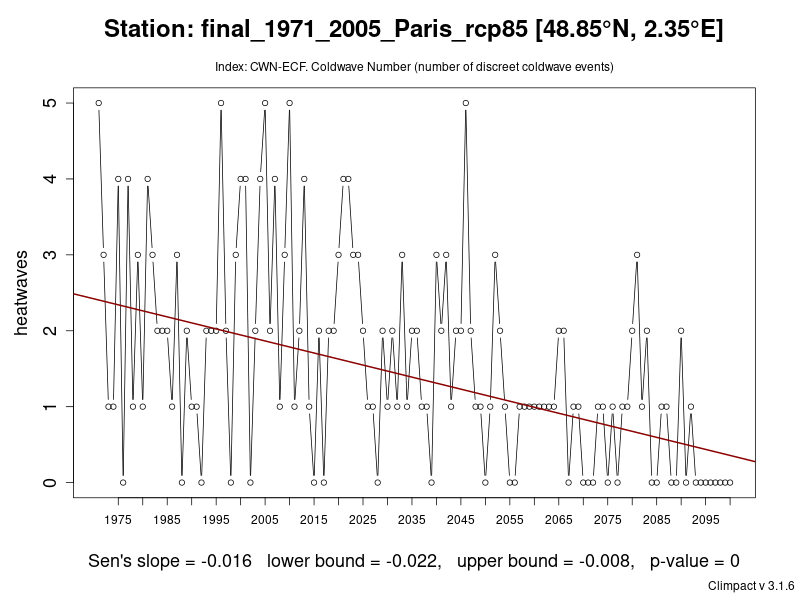 Station: final_1971_2005_Paris_rcp85 [48.85°N, 2.35°E]
Index: CWN-ECF. Coldwave Number (number of discreet coldwave events)
heatwaves
5
4
3
2
1
0
1975 1985 1995 2005 2015 2025 2035 2045 2055 2065 2075 2085 2095
Sen's slope = -0.016 lower bound = -0.022, upper bound = -0.008, p-value = 0
Climpact v 3.1.6